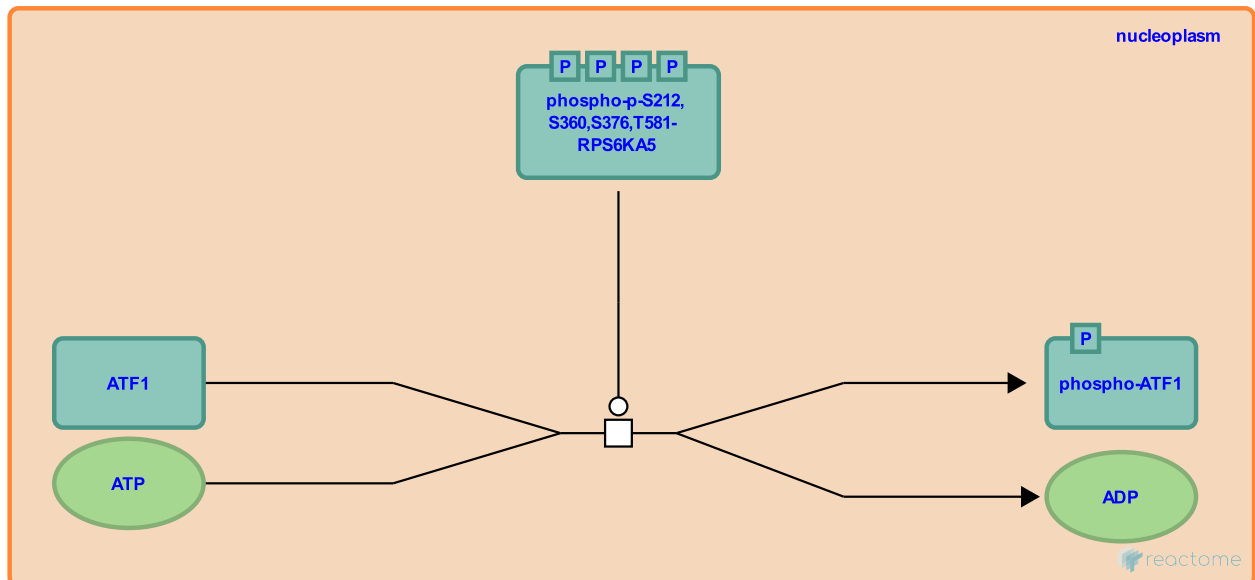 nucleoplasm
P P P P
phospho-p-S212,
S360,S376,T581-
RPS6KA5
ATF1
P
phospho-ATF1
ATP
ADP
reactome